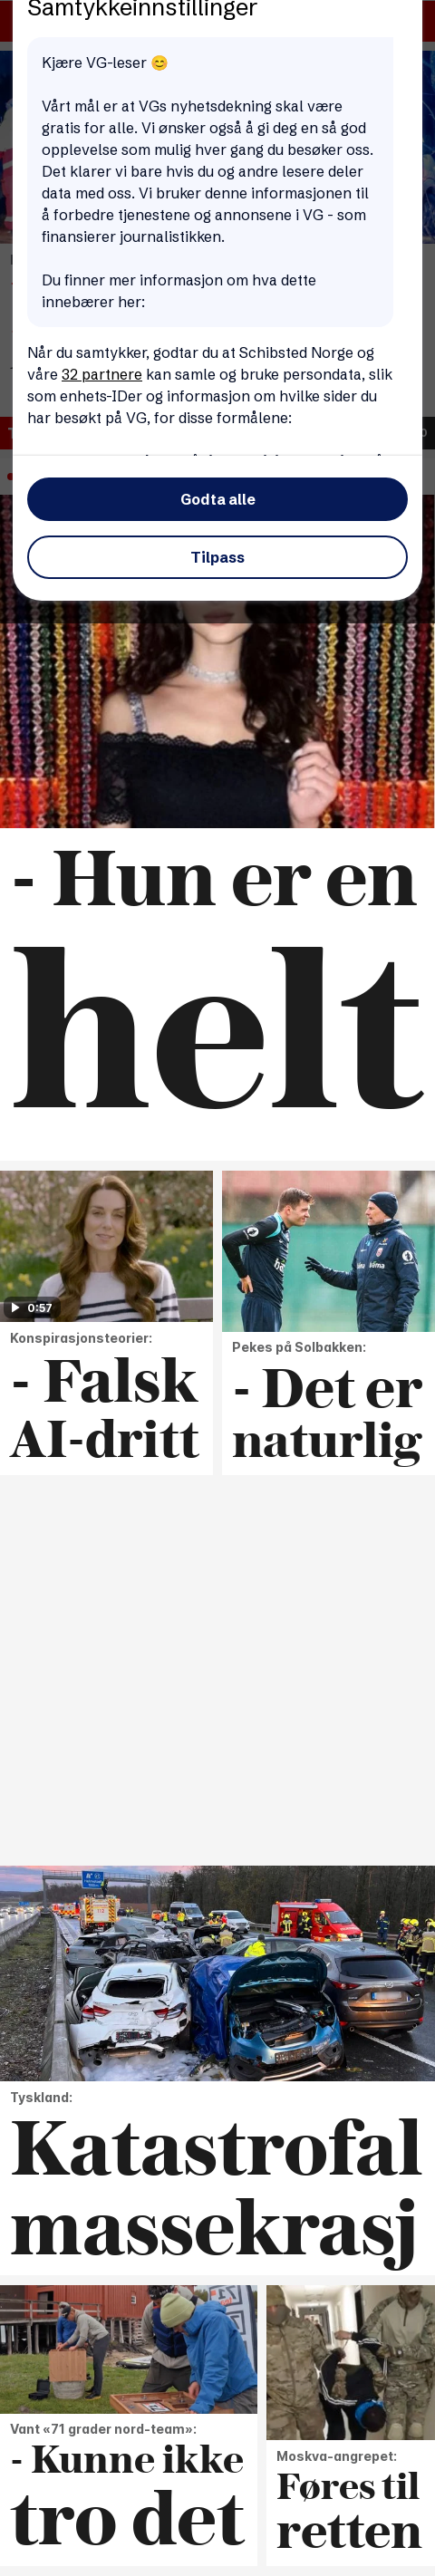 Samtykkeinnstillinger
Kjære VG-leser 😊
Vårt mål er at VGs nyhetsdekning skal være
gratis for alle. Vi ønsker også å gi deg en så god
opplevelse som mulig hver gang du besøker oss.
Det klarer vi bare hvis du og andre lesere deler
data med oss. Vi bruker denne informasjonen til
å forbedre tjenestene og annonsene i VG - som
finansierer journalistikken.
Du finner mer informasjon om hva dette
innebærer her:
Når du samtykker, godtar du at Schibsted Norge og
våre 32 partnere kan samle og bruke persondata, slik
som enhets-IDer og informasjon om hvilke sider du
har besøkt på VG, for disse formålene:
Godta alle
Tilpass
- Hun er en
helt
0:57
Konspirasjonsteorier:
- Falsk
AI-dritt
Pekes på Solbakken:
- Det er
naturlig
Tyskland:
Katastrofal
massekrasj
Vant «71 grader nord-team»:
- Kunne ikke
tro det
Moskva-angrepet:
Føres til
retten